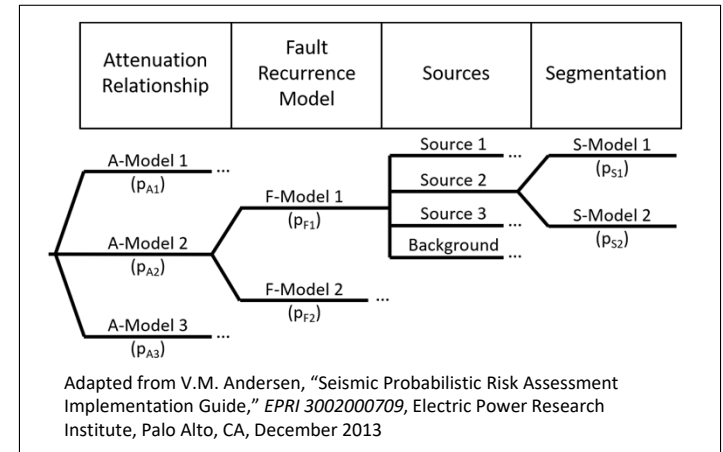 Attenuation
Relationship
Fault
Recurrence
Model
Sources
Segmentation
A-Model 1 ...
(pA1)
A-Model 2
(pA2)
A-Model 3 ...
(pA3)
F-Model 1
(pF1)
F-Model 2 ...
(pF2)
Source 1 ...
Source 2
Source 3 ...
Background ...
S-Model 1
(pS1)
S-Model 2
(pS2)
Adapted from V.M. Andersen, “Seismic Probabilistic Risk Assessment
Implementation Guide,” EPRI 3002000709, Electric Power Research
Institute, Palo Alto, CA, December 2013